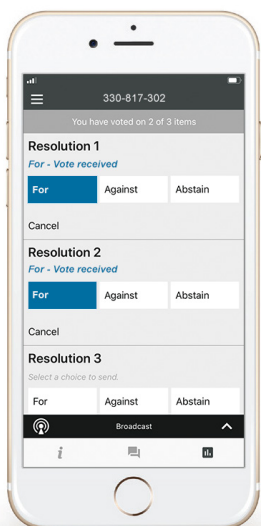 330-817-302
You have voted on 2 of 3 items
Resolution 1
For - Vote received
For Against Abstain
Cancel
Resolution 2
For - Vote received
For Against Abstain
Cancel
Resolution 3
Select a choice to send.
For Against Abstain
Broadcast
i